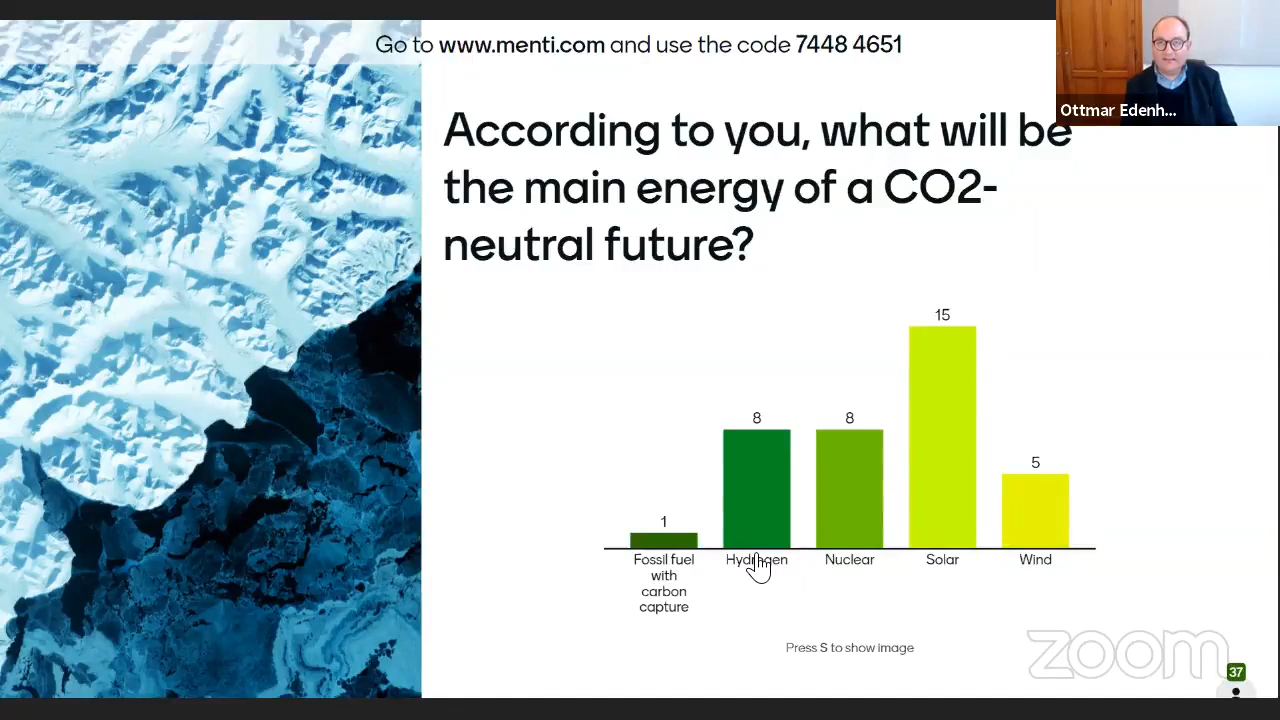 Go to www.menti.com and use the code 7448 4651
Ottmar Edenh...
According to you, what will be
the main energy of a CO2-
neutral future?
15
8
8
5
1
Fossil fuel
with
carbon
capture
Hydrogen
Nuclear
Solar
Wind
Press S to show image
zoom
37